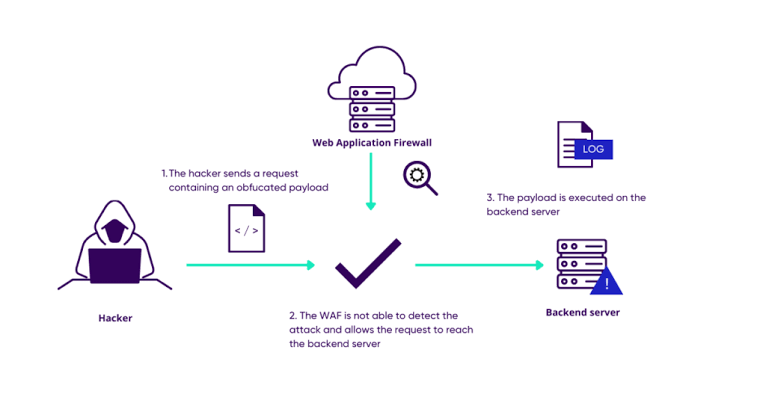 Web Application Firewall
LOG
1.The hacker sends a request
containing an obfucated payload
3. The payload is executed on the
backend server
< / >
Hacker
2. The WAF is not able to detect the
attack and allows the request to reach
the backend server
!
Backend server